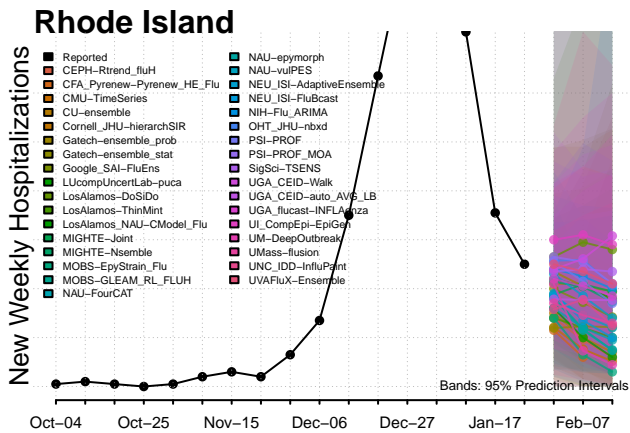 Rhode Island
New Weekly Hospitalizations
Reported
CEPH−Rtrend_fluH
CFA_Pyrenew−Pyrenew_HE_Flu
CMU−TimeSeries
CU−ensemble
Cornell_JHU−hierarchSIR
Gatech−ensemble_prob
Gatech−ensemble_stat
Google_SAI−FluEns
LUcompUncertLab−puca
LosAlamos−DoSiDo
LosAlamos−ThinMint
LosAlamos_NAU−CModel_Flu
MIGHTE−Joint
MIGHTE−Nsemble
MOBS−EpyStrain_Flu
MOBS−GLEAM_RL_FLUH
NAU−FourCAT
NAU−epymorph
NAU−vulPES
NEU_ISI−AdaptiveEnsemble
NEU_ISI−FluBcast
NIH−Flu_ARIMA
OHT_JHU−nbxd
PSI−PROF
PSI−PROF_MOA
SigSci−TSENS
UGA_CEID−Walk
UGA_CEID−auto_AVG_LB
UGA_flucast−INFLAenza
UI_CompEpi−EpiGen
UM−DeepOutbreak
UMass−flusion
UNC_IDD−InfluPaint
UVAFluX−Ensemble
Bands: 95% Prediction Intervals
Oct−04 Oct−25 Nov−15 Dec−06 Dec−27 Jan−17 Feb−07